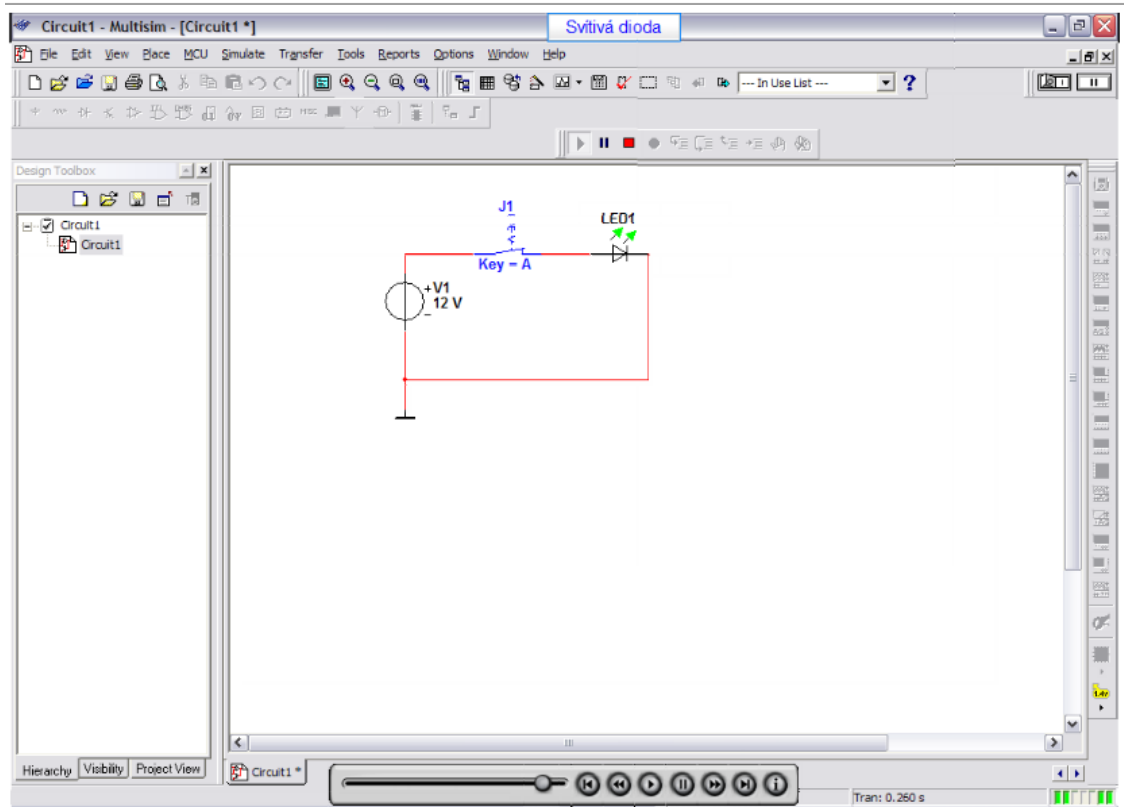 Circuit1 - Multisim - [Circuit1 *]
Svítivá dioda
File Edit View Place MCU Simulate Transfer Tools Reports Options Window Help
--- In Use List ---
?
MISC
Design Toolbox
Circuit1
Circuit1
J1
Key = A
LED1
+V1
12 V
Hierarchy Visibility Project View
Circuit1 *
Tran: 0.260 s